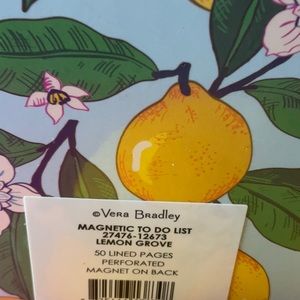 ©Vera Bradley
MAGNETIC TO DO LIST
27476-12673
LEMON GROVE
50 LINED PAGES
PERFORATED
MAGNET ON BACK